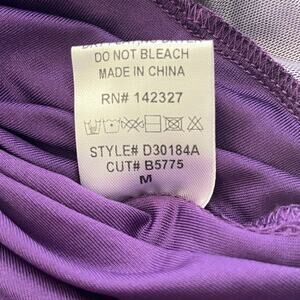 DO NOT BLEACH
MADE IN CHINA
RN# 142327
STYLE# D30184A
CUT# B5775
M